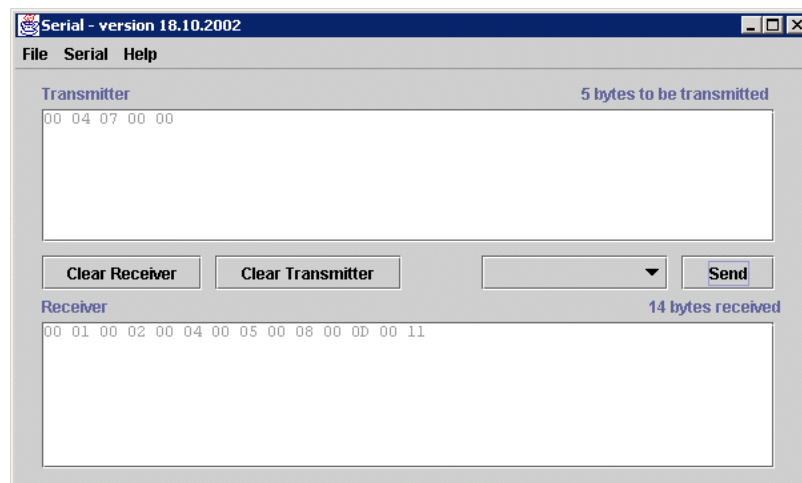 Serial - version 18.10.2002
File Serial Help
Transmitter 5 bytes to be transmitted
00 04 07 00 00
Clear Receiver Clear Transmitter Send
Receiver 14 bytes received
00 01 00 02 00 04 00 05 00 08 00 0D 00 11